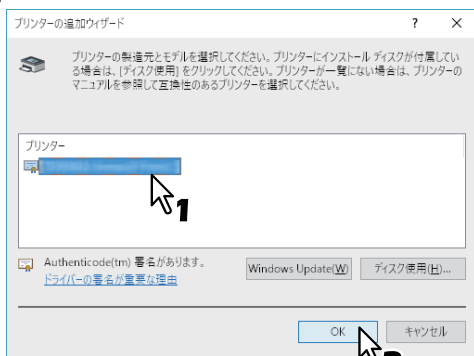 プリンターの追加ウィザード
?
×
プリンターの製造元とモデルを選択してください。プリンターにインストール ディスクが付属してい
る場合は、[ディスク使用] をクリックしてください。プリンターが一覧にない場合は、プリンターの
マニュアルを参照して互換性のあるプリンターを選択してください。
プリンター
1
Authenticode(tm) 署名があります。
ドライバーの署名が重要な理由
Windows Update(W)
ディスク使用(H)...
OK
キャンセル